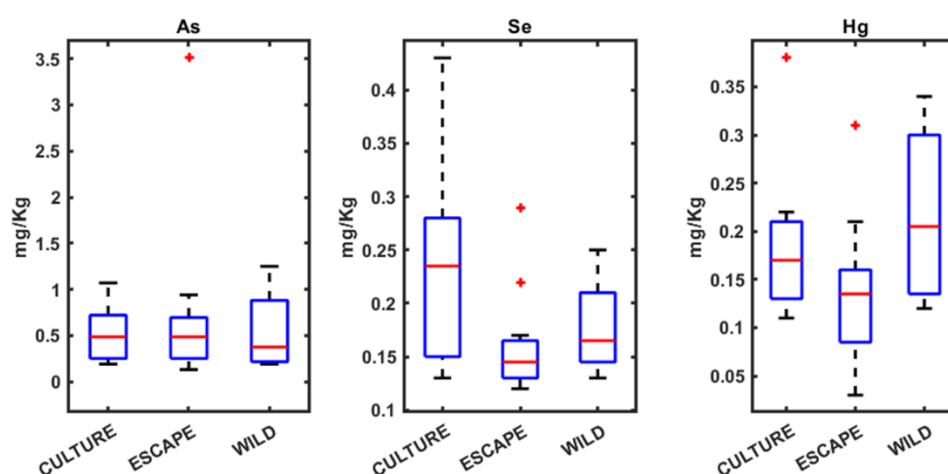 As
mg/Kg
3.5
3
2.5
2
1.5
1
0.5
0
CULTURE
ESCAPE
WILD
Se
mg/Kg
0.4
0.35
0.3
0.25
0.2
0.15
0.1
CULTURE
ESCAPE
WILD
Hg
mg/Kg
0.35
0.3
0.25
0.2
0.15
0.1
0.05
CULTURE
ESCAPE
WILD